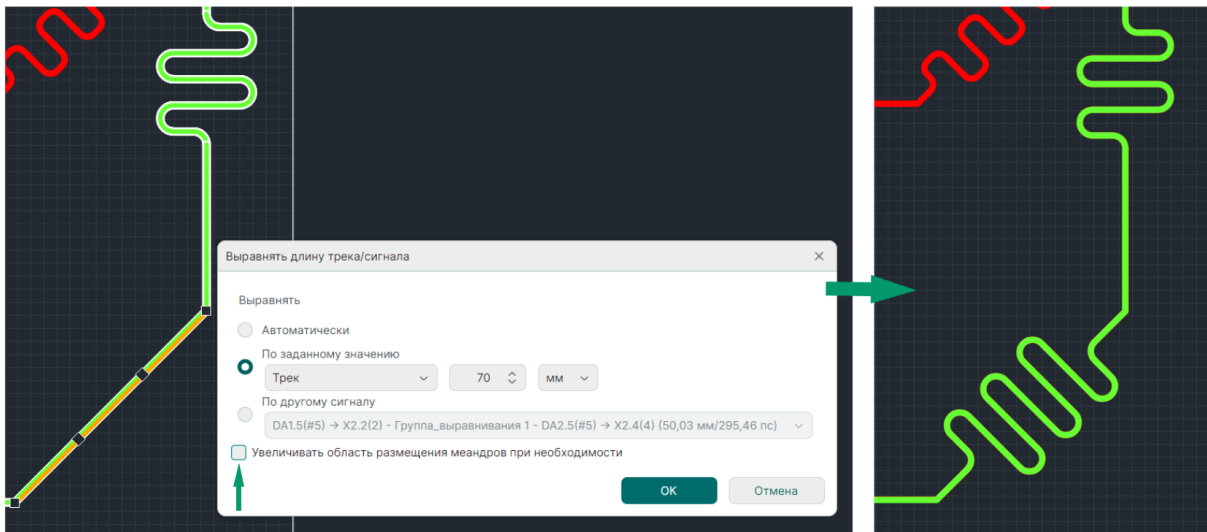 Выравнять длину трека/сигнала
Выравнять
Автоматически
По заданному значению
Трек 70 мм
По другому сигналу
DA1.5(#5) → X2.2(2) - Группа_выравнивания 1 - DA2.5(#5) → X2.4(4) (50,03 мм/295,46 пс)
Увеличивать область размещения меандров при необходимости
ОК Отмена